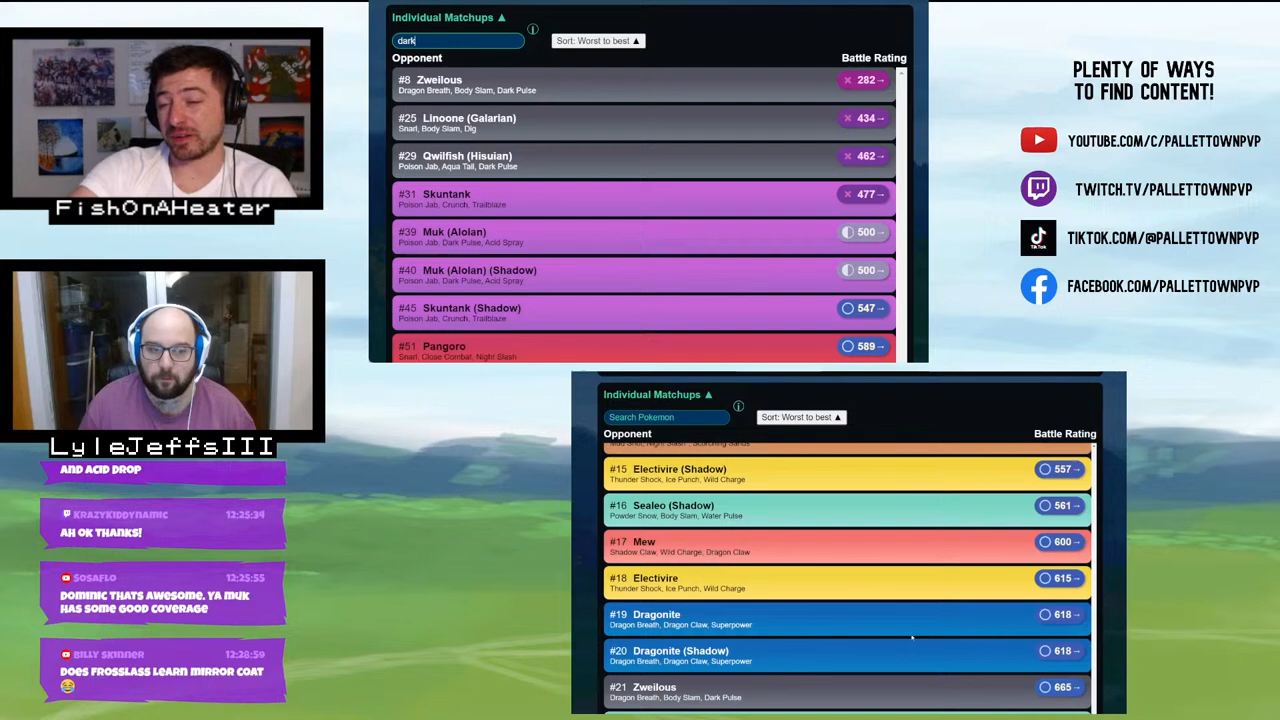 FishOnAHeater
LyleJeffsIII
AND ACID DROP
KRAZYKIDDYNAMIC 12:25:34
AH OK THANKS!
SOSAFLO 12:25:55
DOMINIC THATS AWESOME. YA MUK
HAS SOME GOOD COVERAGE
BILLY SKINNER 12:28:59
DOES FROSSLASS LEARN MIRROR COAT
😂
Individual Matchups ▲
dark
Sort: Worst to best ▲
Opponent Battle Rating
#8 Zweilous 282→
Dragon Breath, Body Slam, Dark Pulse
#25 Linoone (Galarian) 434→
Snarl, Body Slam, Dig
#29 Qwilfish (Hisuian) 462→
Poison Jab, Aqua Tail, Dark Pulse
#31 Skuntank 477→
Poison Jab, Crunch, Trailblaze
#39 Muk (Alolan) 500→
Poison Jab, Dark Pulse, Acid Spray
#40 Muk (Alolan) (Shadow) 500→
Poison Jab, Dark Pulse, Acid Spray
#45 Skuntank (Shadow) 547→
Poison Jab, Crunch, Trailblaze
#51 Pangoro 589→
Snarl, Close Combat, Night Slash
Individual Matchups ▲
Search Pokemon
Sort: Worst to best ▲
Opponent Battle Rating
Mud Shot, Night Slash, Scorching Sands
#15 Electivire (Shadow) 557→
Thunder Shock, Ice Punch, Wild Charge
#16 Sealeo (Shadow) 561→
Powder Snow, Body Slam, Water Pulse
#17 Mew 600→
Shadow Claw, Wild Charge, Dragon Claw
#18 Electivire 615→
Thunder Shock, Ice Punch, Wild Charge
#19 Dragonite 618→
Dragon Breath, Dragon Claw, Superpower
#20 Dragonite (Shadow) 618→
Dragon Breath, Dragon Claw, Superpower
#21 Zweilous 665→
Dragon Breath, Body Slam, Dark Pulse
PLENTY OF WAYS
TO FIND CONTENT!
YOUTUBE.COM/C/PALLETTOWNPVP
TWITCH.TV/PALLETTOWNPVP
TikTok
TIKTOK.COM/@PALLETTOWNPVP
FACEBOOK.COM/PALLETTOWNPVP